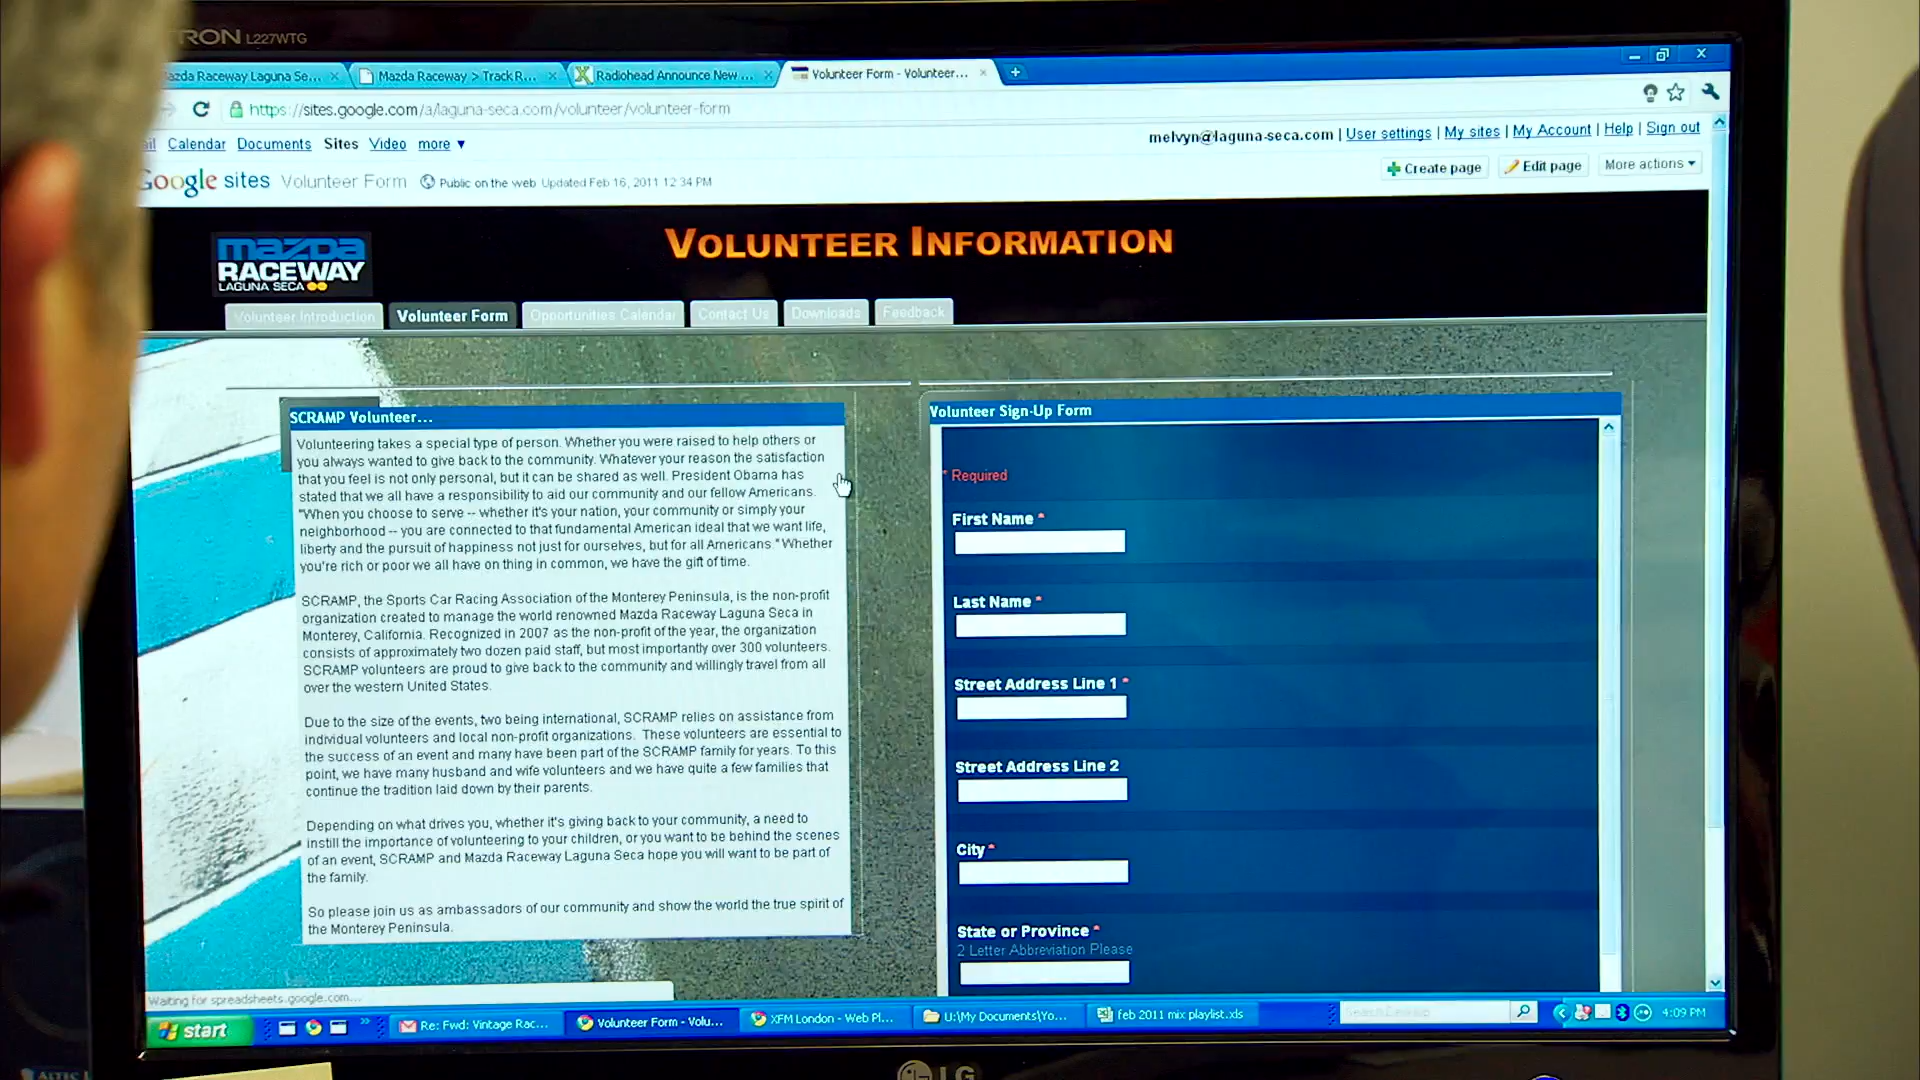 TRON L227WTG
azda Raceway Laguna Se...
Mazda Raceway > Track R...
Radiohead Announce New ...
Volunteer Form - Volunteer...
https://sites.google.com/a/laguna-seca.com/volunteer/volunteer-form
Calendar Documents Sites Video more
melvyn@laguna-seca.com | User settings | My sites | My Account | Help | Sign out
Google sites Volunteer Form Public on the web Updated Feb 16, 2011 12:34 PM
Create page Edit page More actions
mazda
RACEWAY
LAGUNA SECA
VOLUNTEER INFORMATION
Volunteer Introduction Volunteer Form Opportunities Calendar Contact Us Downloads Feedback
SCRAMP Volunteer...
Volunteering takes a special type of person. Whether you were raised to help others or
you always wanted to give back to the community. Whatever your reason the satisfaction
that you feel is not only personal, but it can be shared as well. President Obama has
stated that we all have a responsibility to aid our community and our fellow Americans.
"When you choose to serve -- whether it's your nation, your community or simply your
neighborhood -- you are connected to that fundamental American ideal that we want life,
liberty and the pursuit of happiness not just for ourselves, but for all Americans." Whether
you're rich or poor we all have on thing in common, we have the gift of time.
SCRAMP, the Sports Car Racing Association of the Monterey Peninsula, is the non-profit
organization created to manage the world renowned Mazda Raceway Laguna Seca in
Monterey, California. Recognized in 2007 as the non-profit of the year, the organization
consists of approximately two dozen paid staff, but most importantly over 300 volunteers.
SCRAMP volunteers are proud to give back to the community and willingly travel from all
over the western United States.
Due to the size of the events, two being international, SCRAMP relies on assistance from
individual volunteers and local non-profit organizations. These volunteers are essential to
the success of an event and many have been part of the SCRAMP family for years. To this
point, we have many husband and wife volunteers and we have quite a few families that
continue the tradition laid down by their parents.
Depending on what drives you, whether it's giving back to your community, a need to
instill the importance of volunteering to your children, or you want to be behind the scenes
of an event, SCRAMP and Mazda Raceway Laguna Seca hope you will want to be part of
the family.
So please join us as ambassadors of our community and show the world the true spirit of
the Monterey Peninsula.
Volunteer Sign-Up Form
* Required
First Name *
Last Name *
Street Address Line 1 *
Street Address Line 2
City *
State or Province *
2 Letter Abbreviation Please
Waiting for spreadsheets.google.com...
start
Re: Fwd: Vintage Rac...
Volunteer Form - Volu...
XFM London - Web Pl...
U:\My Documents\Yo...
feb 2011 mix playlist.xls
4:09 PM
LG